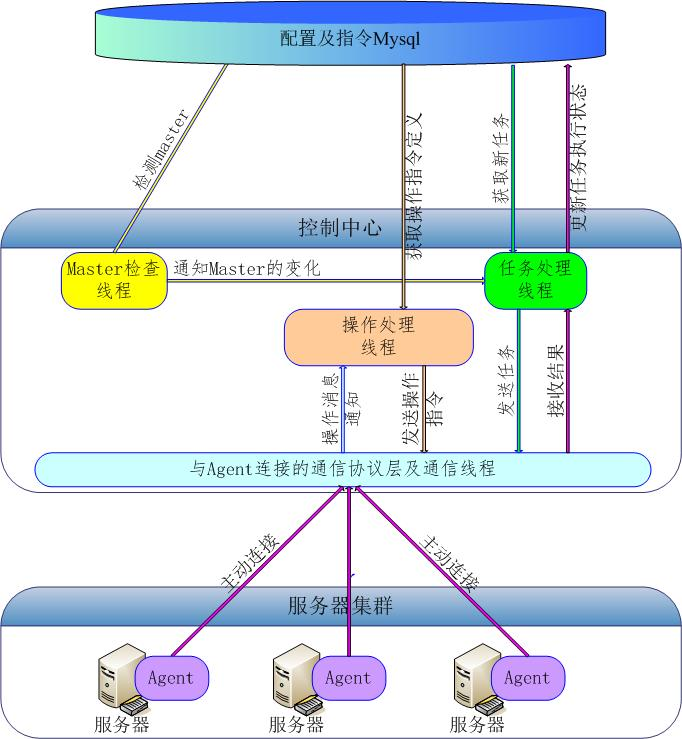 配置及指令Mysql
检测master
获取操作指令定义
获取新任务
更新任务执行状态
控制中心
Master检查
线程
通知Master的变化
任务处理
线程
操作处理
线程
操作消息
通知
发送操作
指令
发送任务
接收结果
与Agent连接的通信协议层及通信线程
主动连接
主动连接
服务器集群
Agent
Agent
Agent
服务器
服务器
服务器